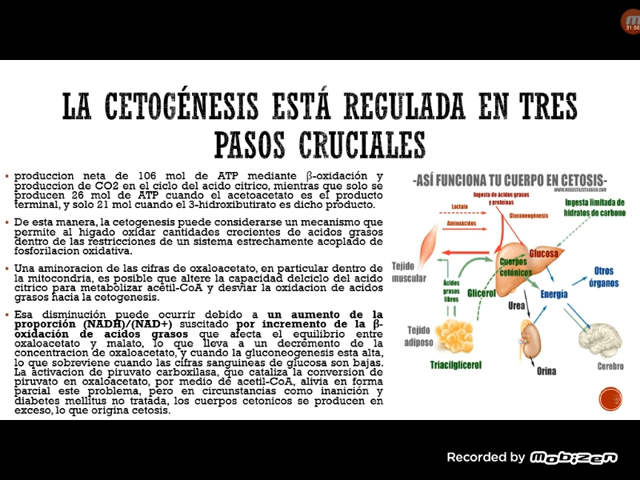 LA CETOGÉNESIS ESTÁ REGULADA EN TRES
PASOS CRUCIALES
produccion neta de 106 mol de ATP mediante β-oxidación y
produccion de CO2 en el ciclo del acido citrico, mientras que solo se
producen 26 mol de ATP cuando el acetoacetato es el producto
terminal, y solo 21 mol cuando el 3-hidroxibutirato es dicho producto.
De esta manera, la cetogenesis puede considerarse un mecanismo que
permite al higado oxidar cantidades crecientes de acidos grasos
dentro de las restricciones de un sistema estrechamente acoplado de
fosforilacion oxidativa.
Una aminoracion de las cifras de oxaloacetato, en particular dentro de
la mitocondria, es posible que altere la capacidad delciclo del acido
citrico para metabolizar acétil-CoA y desviar la oxidacion de acidos
grasos hacia la cetogenesis.
Esa disminución puede ocurrir debido a un aumento de la
proporción (NADH)/(NAD+) suscitado por incremento de la β-
oxidación de acidos grasos que afecta el equilibrio entre
oxaloacetato y malato, lo que lleva a un decremento de la
concentracion de oxaloacetato, y cuando la gluconeogenesis esta alta,
lo que sobreviene cuando las cifras sanguineas de glucosa son bajas.
La activacion de piruvato carboxilasa, que cataliza la conversion de
piruvato en oxaloacetato, por medio de acetil-CoA, alivia en forma
parcial este problema, pero en circunstancias como inanición y
diabetes mellitus no tratada, los cuerpos cetonicos se producen en
exceso, lo que origina cetosis.
-ASÍ FUNCIONA TU CUERPO EN CETOSIS-
Ingesta de ácidos grasos
y proteínas
Ingesta limitada de
hidratos de carbono
Lactato
Gluconeogénesis
Aminoácidos
Glucosa
Cuerpos
cetónicos
Tejido
muscular
Ácidos
grasos
libres
Glicerol
Energía
Otros
órganos
Urea
Tejido
adiposo
Triacilglicerol
Orina
Cerebro
Recorded by MOBIZEN